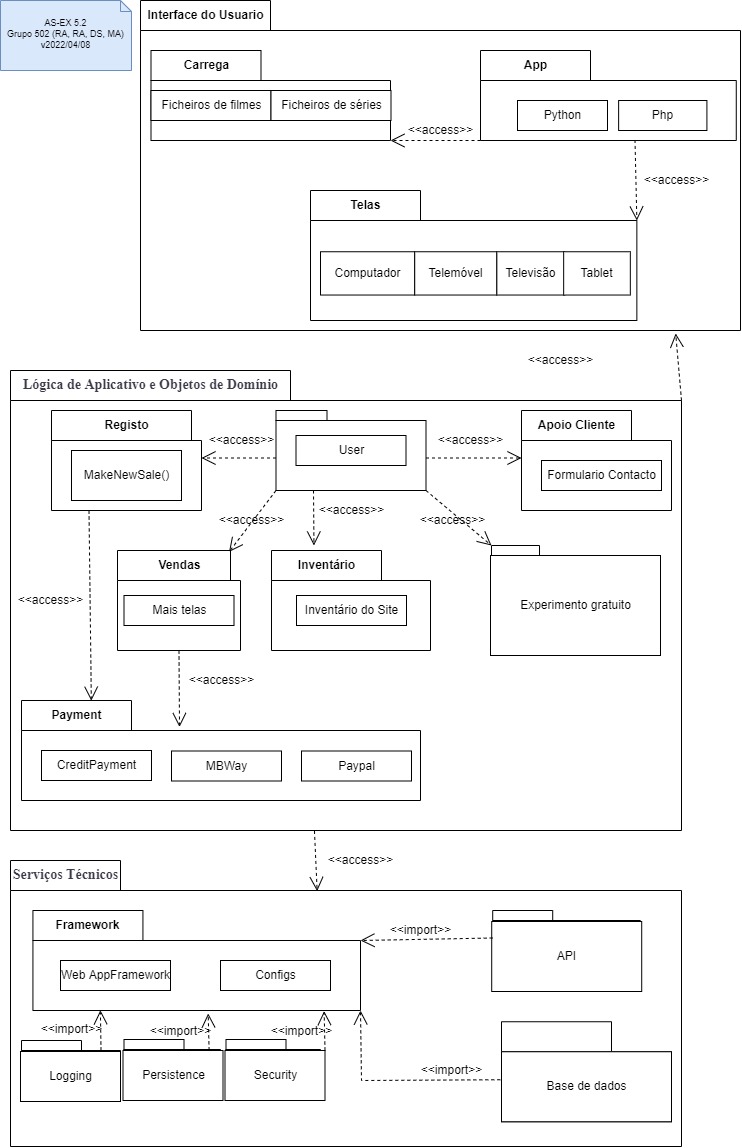 AS-EX 5.2
Grupo 502 (RA, RA, DS, MA)
v2022/04/08
Interface do Usuario
Carrega
Ficheiros de filmes
Ficheiros de séries
App
Python
Php
<<access>>
<<access>>
Telas
Computador
Telemóvel
Televisão
Tablet
<<access>>
Lógica de Aplicativo e Objetos de Domínio
Registo
MakeNewSale()
<<access>>
User
<<access>>
Apoio Cliente
Formulario Contacto
<<access>>
<<access>>
<<access>>
Vendas
Mais telas
Inventário
Inventário do Site
Experimento gratuito
<<access>>
<<access>>
Payment
CreditPayment
MBWay
Paypal
<<access>>
Serviços Técnicos
Framework
Web AppFramework
Configs
<<import>>
API
<<import>>
<<import>>
<<import>>
Logging
Persistence
Security
<<import>>
Base de dados